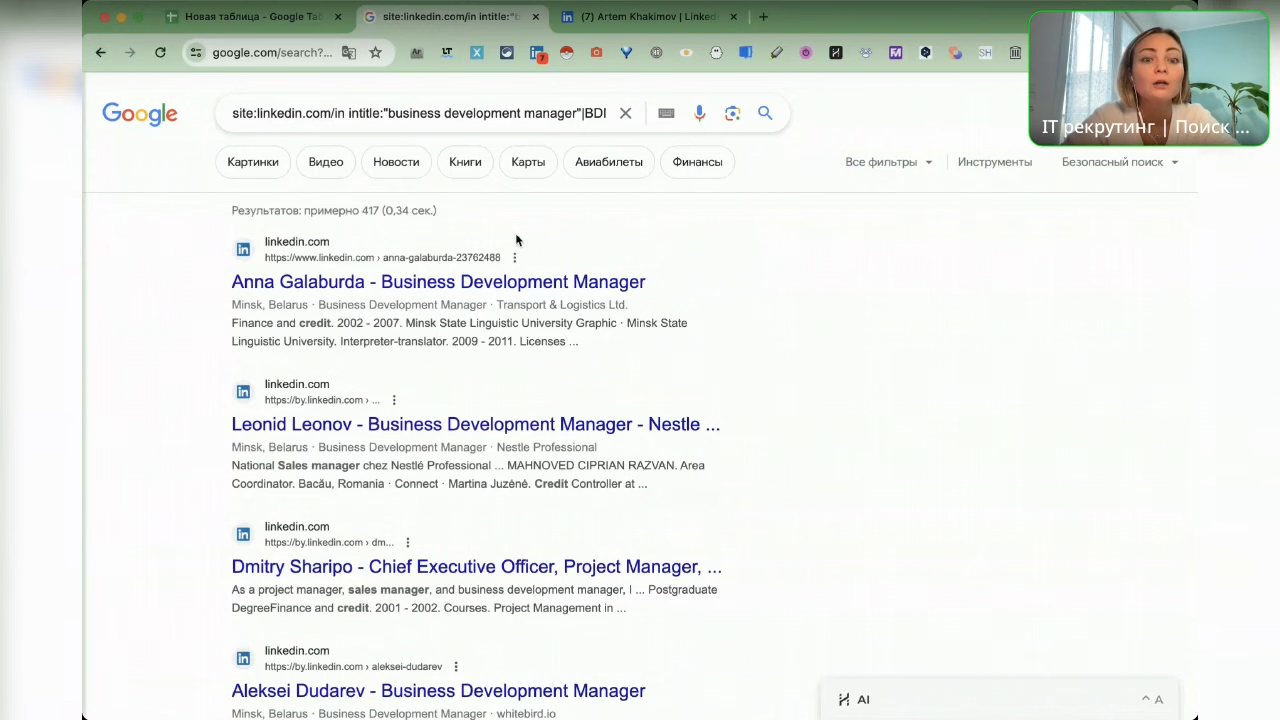 Новая таблица - Google Таб
site:linkedin.com/in intitle:"b
(7) Artem Khakimov | Linked
google.com/search?...
7
SH
IT рекрутинг | Поиск ...
Google
site:linkedin.com/in intitle:"business development manager"|BDI
Картинки
Видео
Новости
Книги
Карты
Авиабилеты
Финансы
Все фильтры
Инструменты
Безопасный поиск
Результатов: примерно 417 (0,34 сек.)
linkedin.com
https://www.linkedin.com › anna-galaburda-23762488
Anna Galaburda - Business Development Manager
Minsk, Belarus · Business Development Manager · Transport & Logistics Ltd.
Finance and credit. 2002 - 2007. Minsk State Linguistic University Graphic · Minsk State
Linguistic University. Interpreter-translator. 2009 - 2011. Licenses ...
linkedin.com
https://by.linkedin.com › ...
Leonid Leonov - Business Development Manager - Nestle ...
Minsk, Belarus · Business Development Manager · Nestle Professional
National Sales manager chez Nestlé Professional ... MAHNOVED CIPRIAN RAZVAN. Area
Coordinator. Bacău, Romania · Connect · Martina Juzėnė. Credit Controller at ...
linkedin.com
https://by.linkedin.com › dm...
Dmitry Sharipo - Chief Executive Officer, Project Manager, ...
As a project manager, sales manager, and business development manager, I ... Postgraduate
DegreeFinance and credit. 2001 - 2002. Courses. Project Management in ...
linkedin.com
https://by.linkedin.com › aleksei-dudarev
Aleksei Dudarev - Business Development Manager
Minsk, Belarus · Business Development Manager · whitebird.io
AI
A